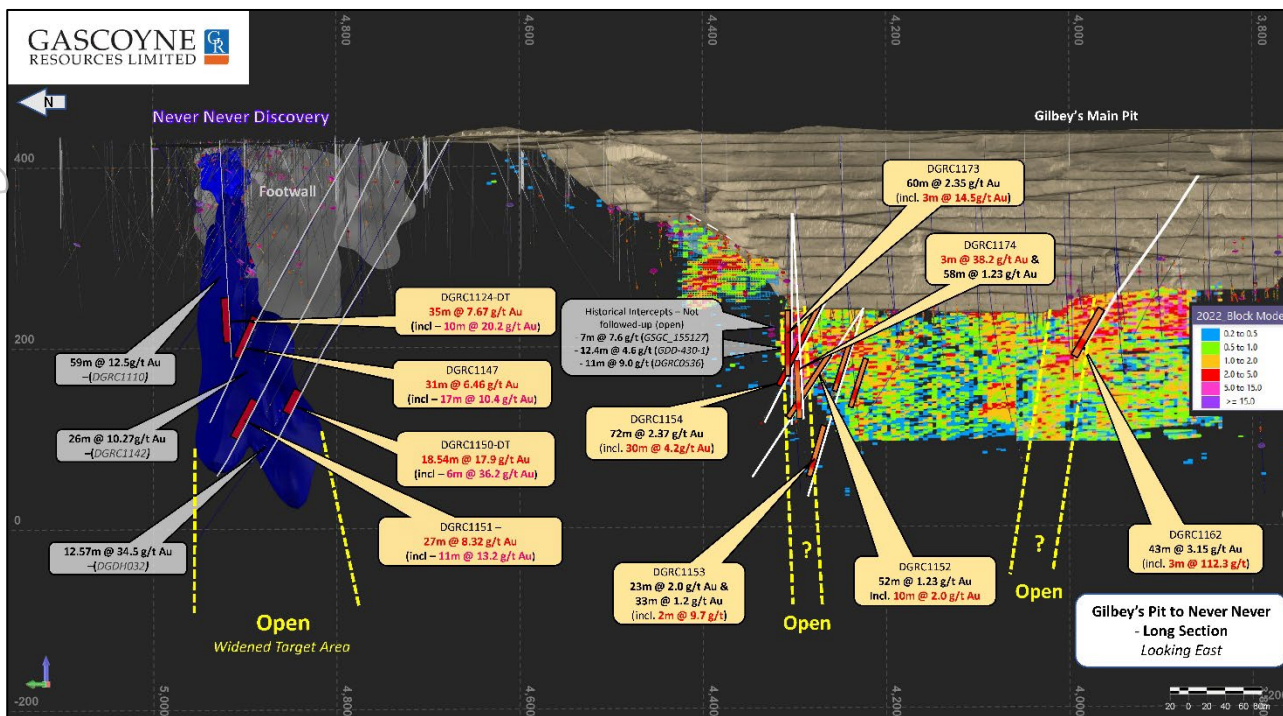 GASCOYNE
RESOURCES LIMITED
GR
N
Never Never Discovery
Gilbey's Main Pit
4,800
4,600
4,400
4,200
4,000
3,800
400
200
0
-200
Footwall
DGRC1173
60m @ 2.35 g/t Au
(incl. 3m @ 14.5g/t Au)
DGRC1174
3m @ 38.2 g/t Au &
58m @ 1.23 g/t Au
DGRC1124-DT
35m @ 7.67 g/t Au
(incl – 10m @ 20.2 g/t Au)
Historical Intercepts – Not
followed-up (open)
- 7m @ 7.6 g/t (GSGC_155127)
- 12.4m @ 4.6 g/t (GDD-430-1)
- 11m @ 9.0 g/t (DGRC0536)
2022_Block Mode
0.2 to 0.5
0.5 to 1.0
1.0 to 2.0
2.0 to 5.0
5.0 to 15.0
>= 15.0
59m @ 12.5g/t Au
–(DGRC1110)
DGRC1147
31m @ 6.46 g/t Au
(incl – 17m @ 10.4 g/t Au)
DGRC1154
72m @ 2.37 g/t Au
(incl. 30m @ 4.2g/t Au)
26m @ 10.27g/t Au
–(DGRC1142)
DGRC1150-DT
18.54m @ 17.9 g/t Au
(incl – 6m @ 36.2 g/t Au)
DGRC1151 –
27m @ 8.32 g/t Au
(incl – 11m @ 13.2 g/t Au)
12.57m @ 34.5 g/t Au
–(DGDH032)
DGRC1153
23m @ 2.0 g/t Au &
33m @ 1.2 g/t Au
(incl. 2m @ 9.7 g/t)
?
DGRC1152
52m @ 1.23 g/t Au
Incl. 10m @ 2.0 g/t Au
?
DGRC1162
43m @ 3.15 g/t Au
(incl. 3m @ 112.3 g/t)
Open
Widened Target Area
Open
Open
Gilbey's Pit to Never Never
- Long Section
Looking East
5,000
4,800
4,600
4,400
4,200
4,000
20 0 20 40 60 80m